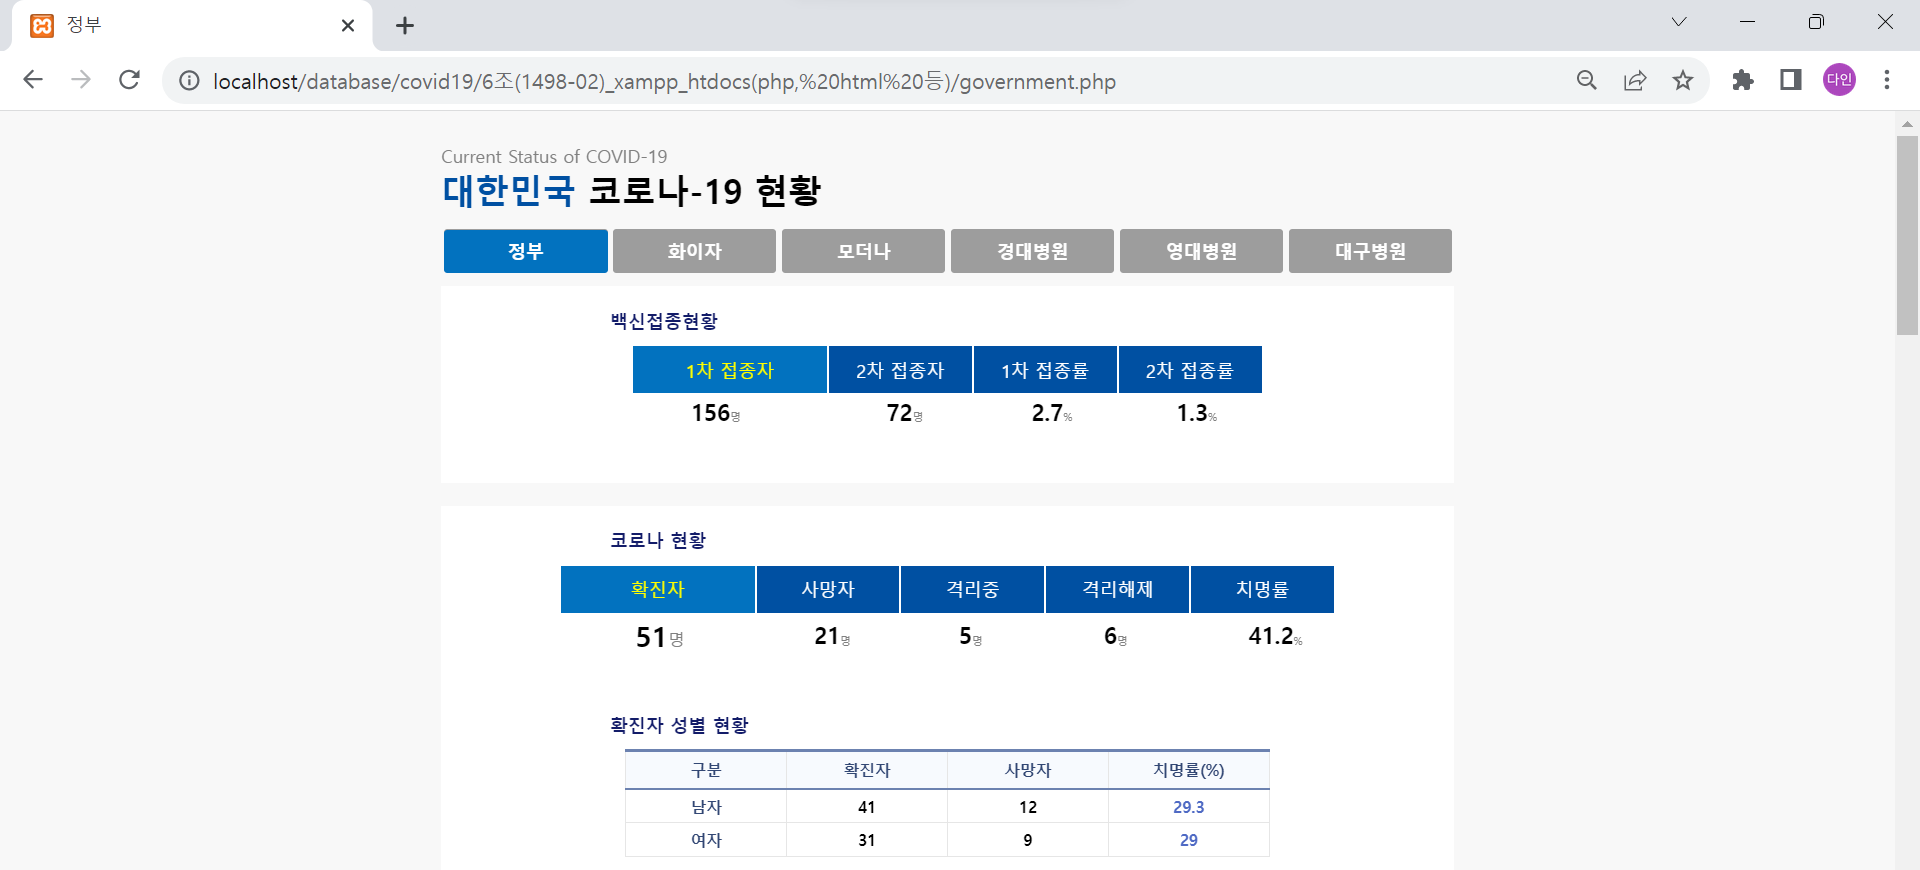 정부
localhost/database/covid19/6조(1498-02)_xampp_htdocs(php,%20html%20등)/government.php
다인
Current Status of COVID-19
대한민국 코로나-19 현황
정부 화이자 모더나 경대병원 영대병원 대구병원
백신접종현황
1차 접종자 2차 접종자 1차 접종률 2차 접종률
156명 72명 2.7% 1.3%
코로나 현황
확진자 사망자 격리중 격리해제 치명률
51명 21명 5명 6명 41.2%
확진자 성별 현황
구분 확진자 사망자 치명률(%)
남자 41 12 29.3
여자 31 9 29